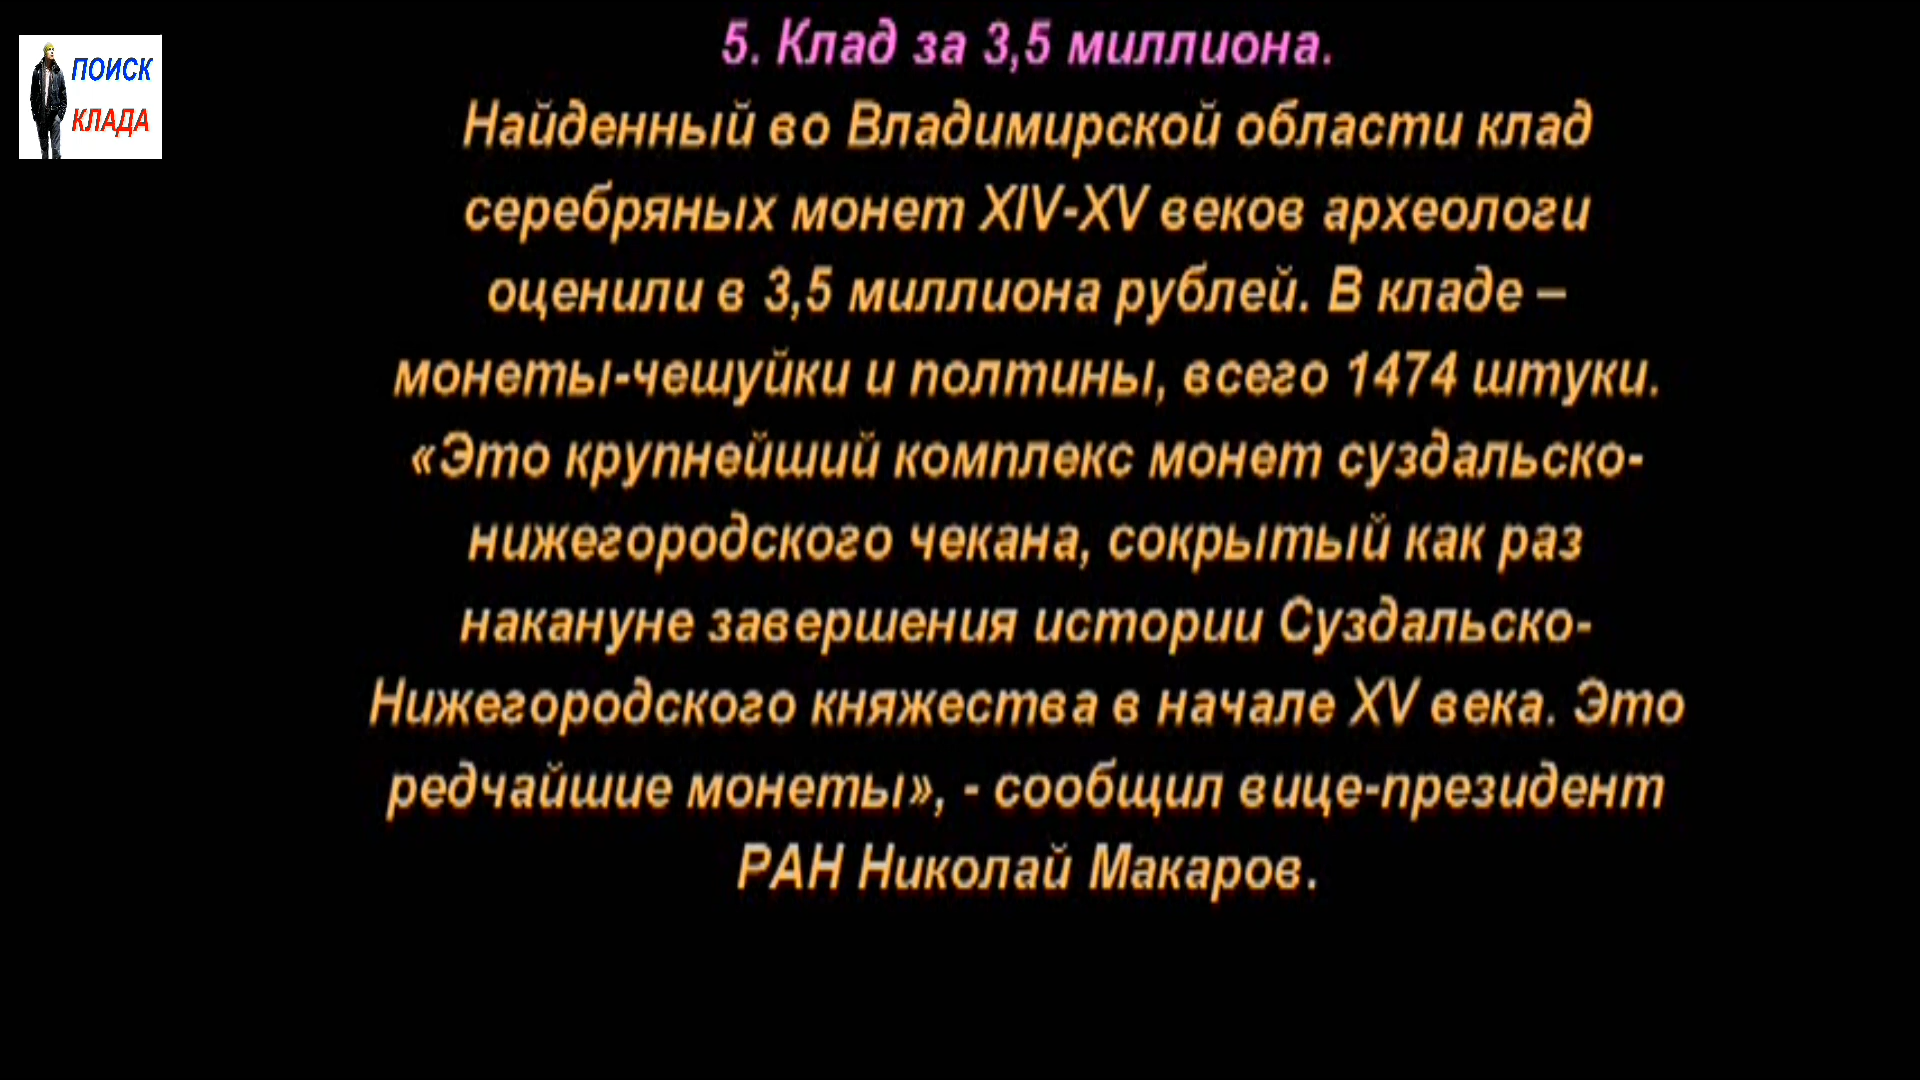 ПОИСК
КЛАДА
5. Клад за 3,5 миллиона.
Найденный во Владимирской области клад
серебряных монет XIV-XV веков археологи
оценили в 3,5 миллиона рублей. В кладе –
монеты-чешуйки и полтины, всего 1474 штуки.
«Это крупнейший комплекс монет суздальско-
нижегородского чекана, сокрытый как раз
накануне завершения истории Суздальско-
Нижегородского княжества в начале XV века. Это
редчайшие монеты», - сообщил вице-президент
РАН Николай Макаров.